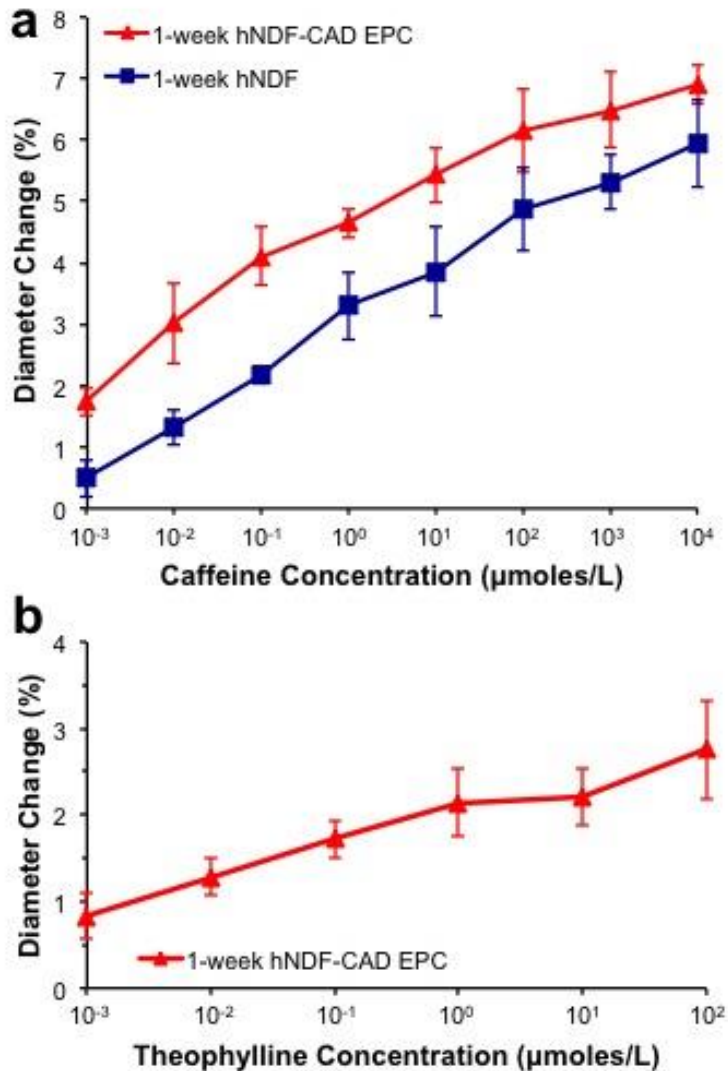 a
8
7
6
5
4
3
2
1
0
Diameter Change (%)
1-week hNDF-CAD EPC
1-week hNDF
10⁻³ 10⁻² 10⁻¹ 10⁰ 10¹ 10² 10³ 10⁴
Caffeine Concentration (µmoles/L)
b
4
3
2
1
0
Diameter Change (%)
1-week hNDF-CAD EPC
10⁻³ 10⁻² 10⁻¹ 10⁰ 10¹ 10²
Theophylline Concentration (µmoles/L)